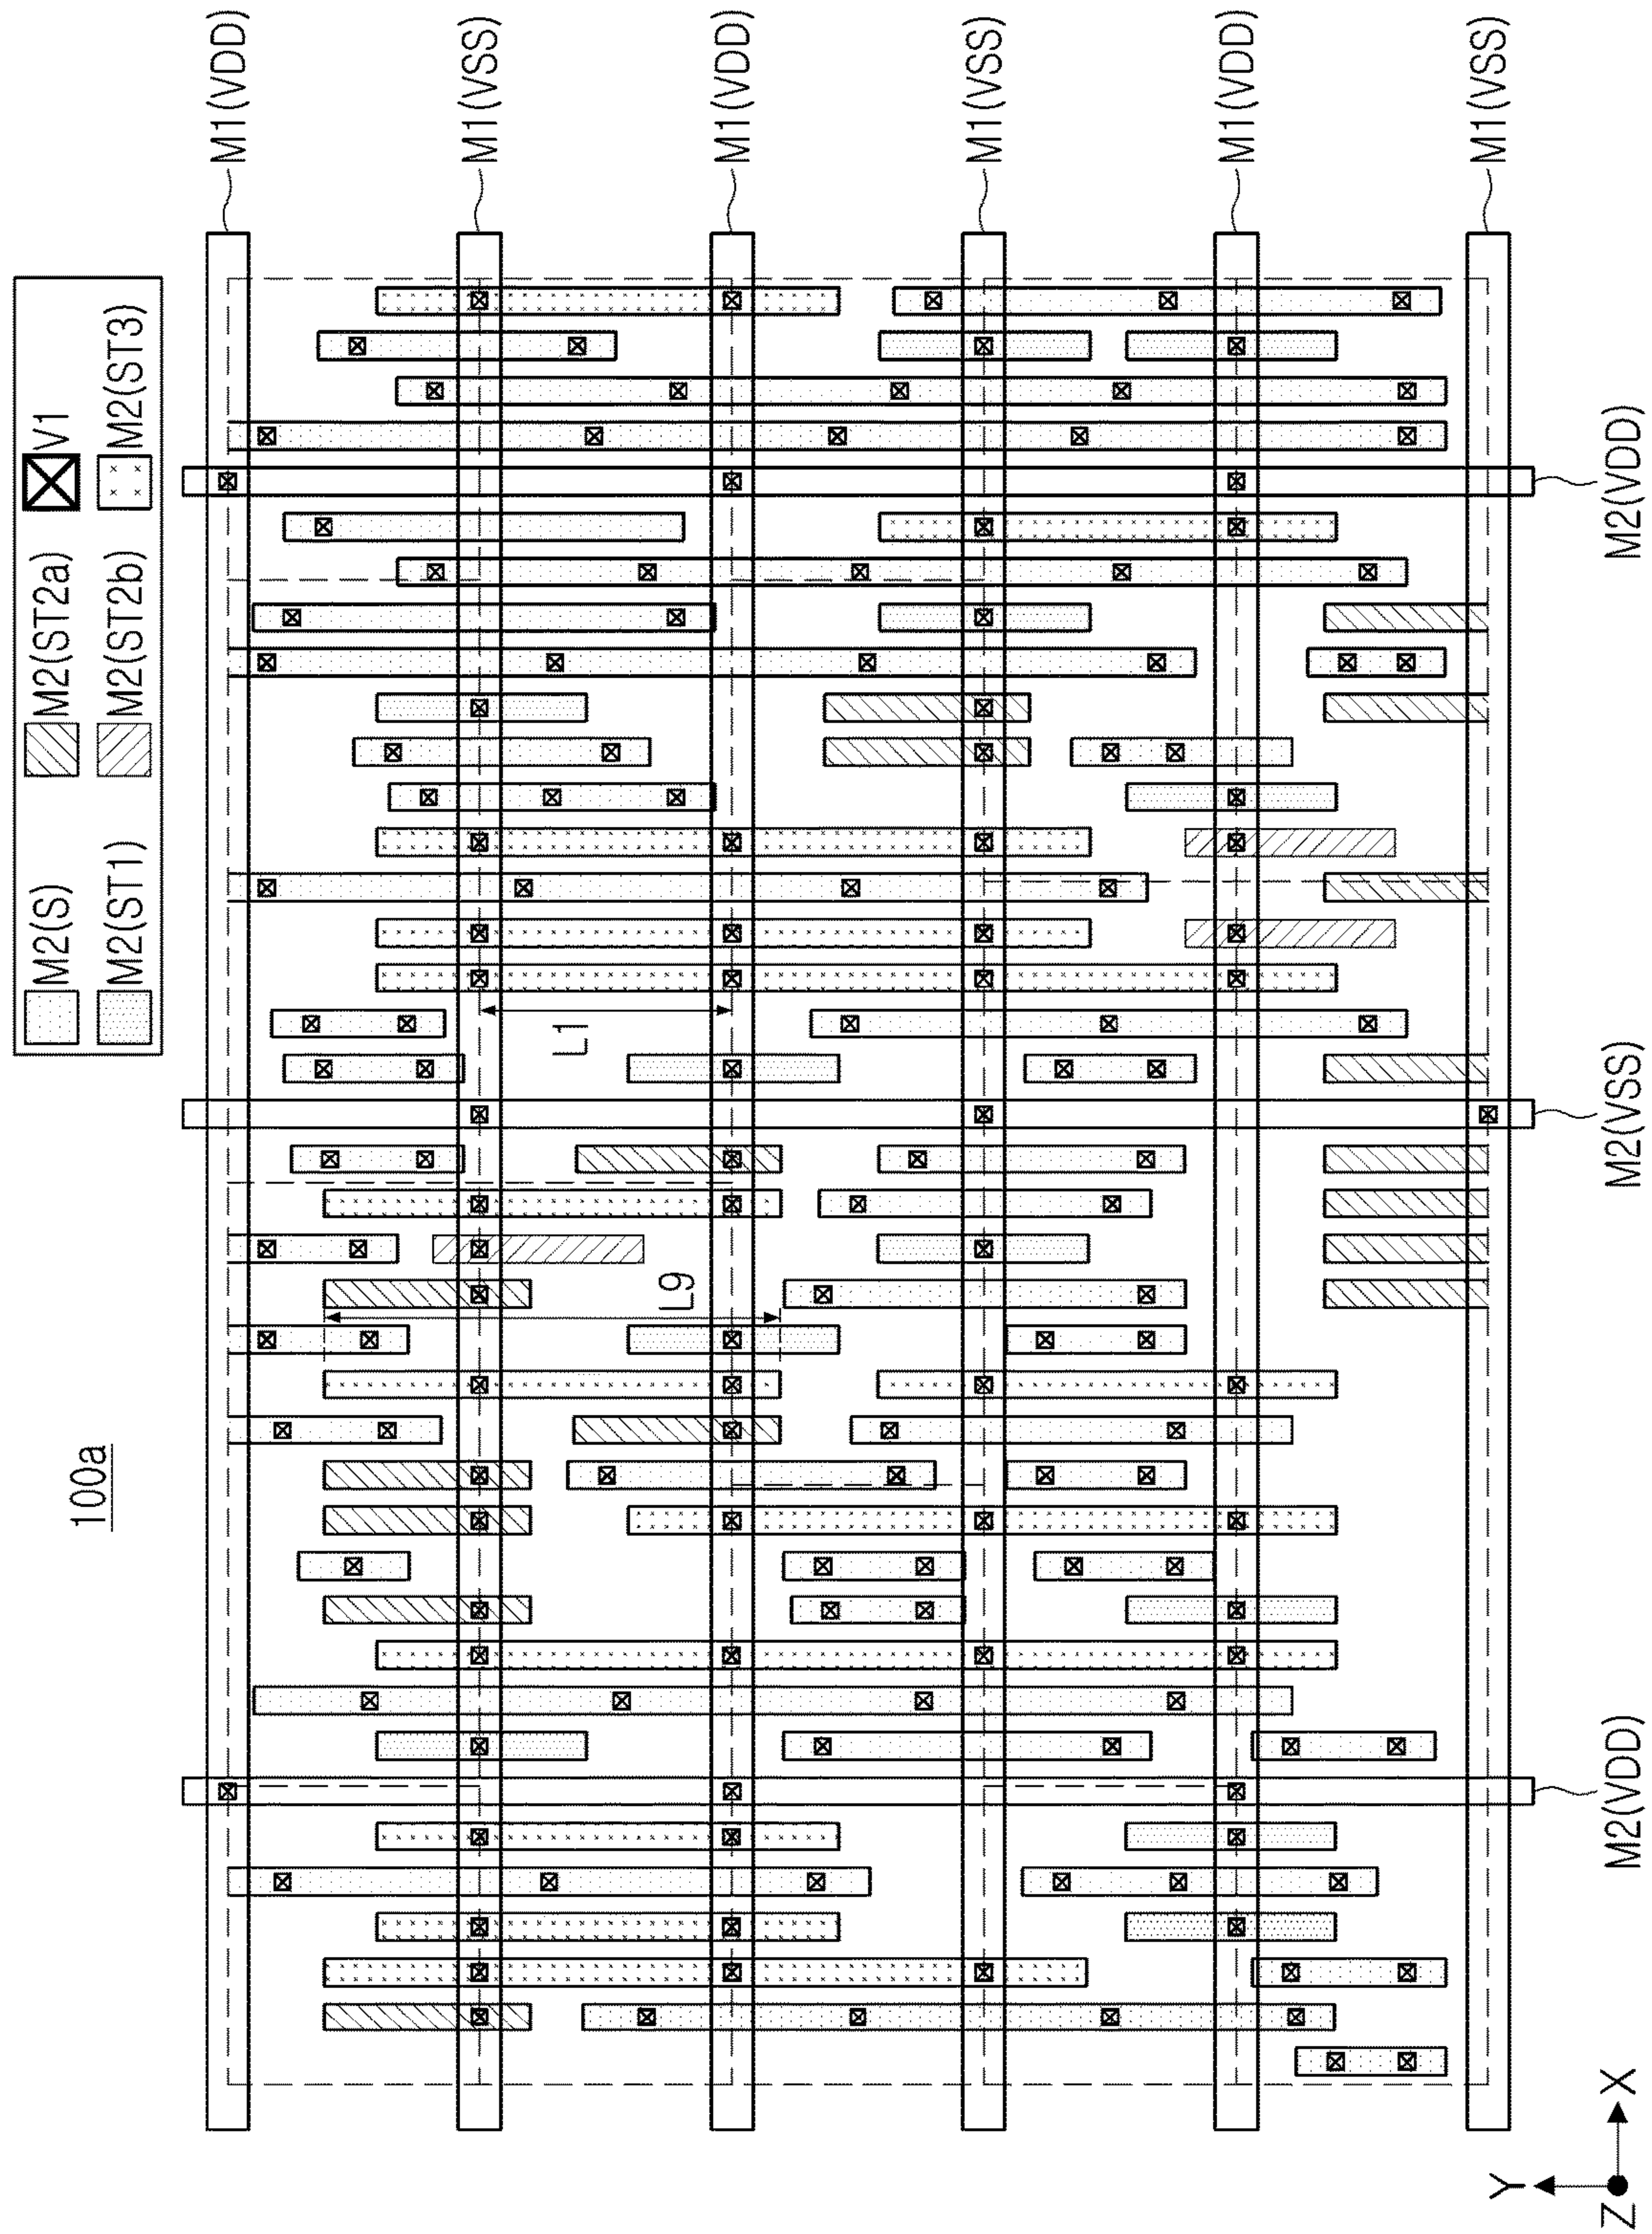 100a
M2(S)
M2(ST2a)
V1
M2(ST1)
M2(ST2b)
M2(ST3)
M1(VDD)
M1(VSS)
M1(VDD)
M1(VSS)
M1(VDD)
M1(VSS)
L1
L9
M2(VDD)
M2(VSS)
M2(VDD)
Y
Z
X